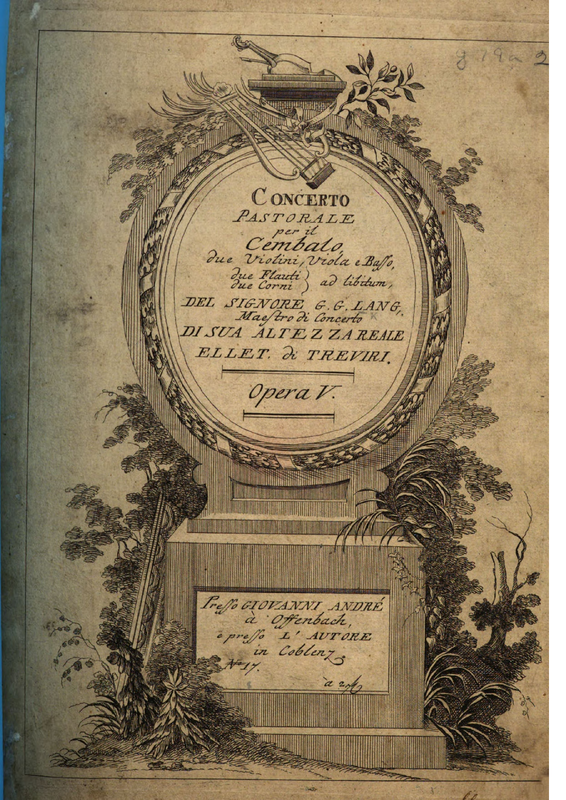 g 19a 2
CONCERTO
PASTORALE
per il
Cembalo,
due Violini, Viola e Basso,
due Flauti
due Corni } ad libitum,
DEL SIGNORE G. G. LANG,
Maestro di Concerto
DI SUA ALTEZZA REALE
ELLET. di TREVIRI.
Opera V.
Presso GIOVANNI ANDRÉ
à Offenbach,
è presso L'AUTORE
in Coblenz
No 17.